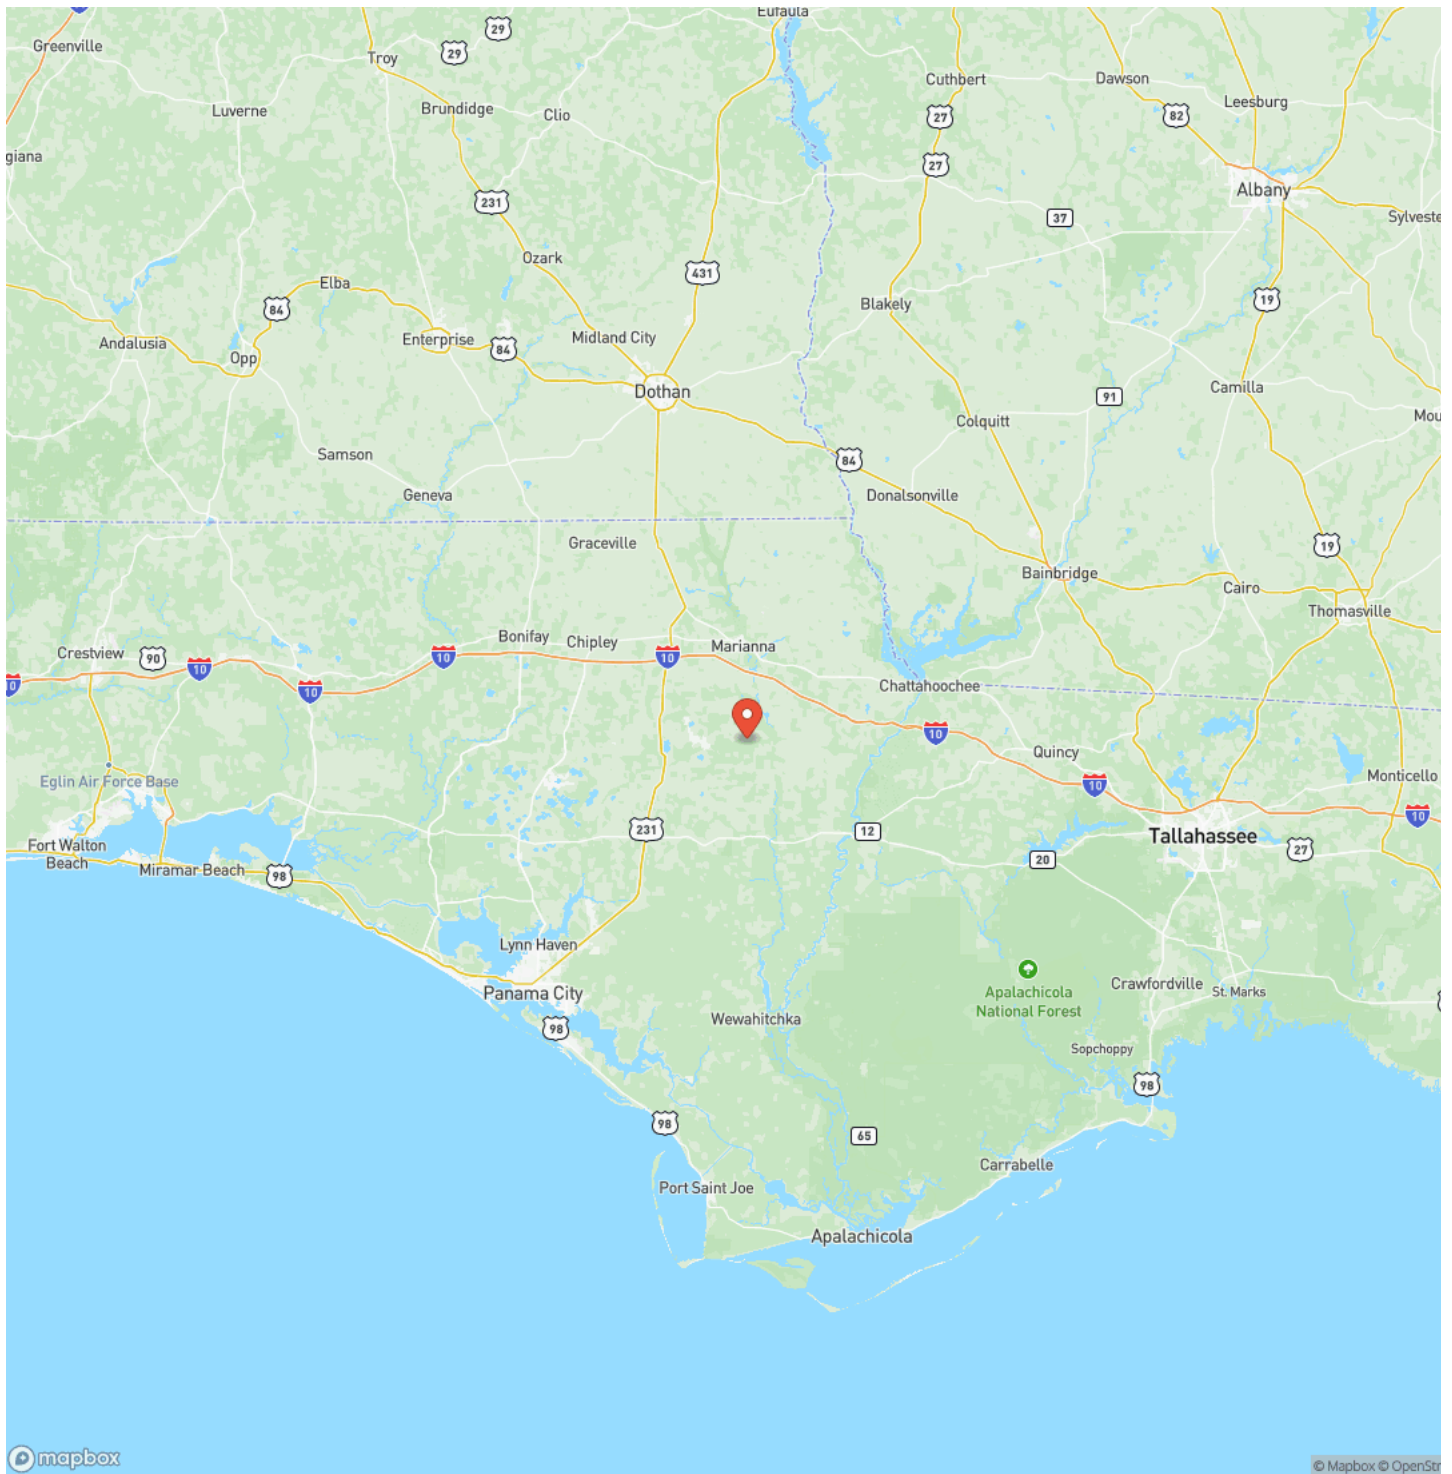 Eufaula
29
Greenville
29
Troy
Cuthbert
Dawson
Leesburg
Luverne
Brundidge
Clio
27
82
giana
27
Albany
231
37
Sylveste
Ozark
431
Elba
19
84
Blakely
Andalusia
Enterprise
Midland City
84
Opp
Dothan
Camilla
91
Mou
Colquitt
Samson
84
Geneva
Donalsonville
Graceville
19
Bainbridge
Cairo
Thomasville
Bonifay
Chipley
Marianna
Crestview
90
10
10
10
10
10
Chattahoochee
10
Quincy
Eglin Air Force Base
Monticello
10
10
231
12
Tallahassee
Fort Walton
Beach
20
27
Miramar Beach
98
Lynn Haven
Panama City
Apalachicola
National Forest
Crawfordville
St. Marks
98
Wewahitchka
Sopchoppy
98
98
65
Carrabelle
Port Saint Joe
Apalachicola
mapbox
© Mapbox © OpenStr